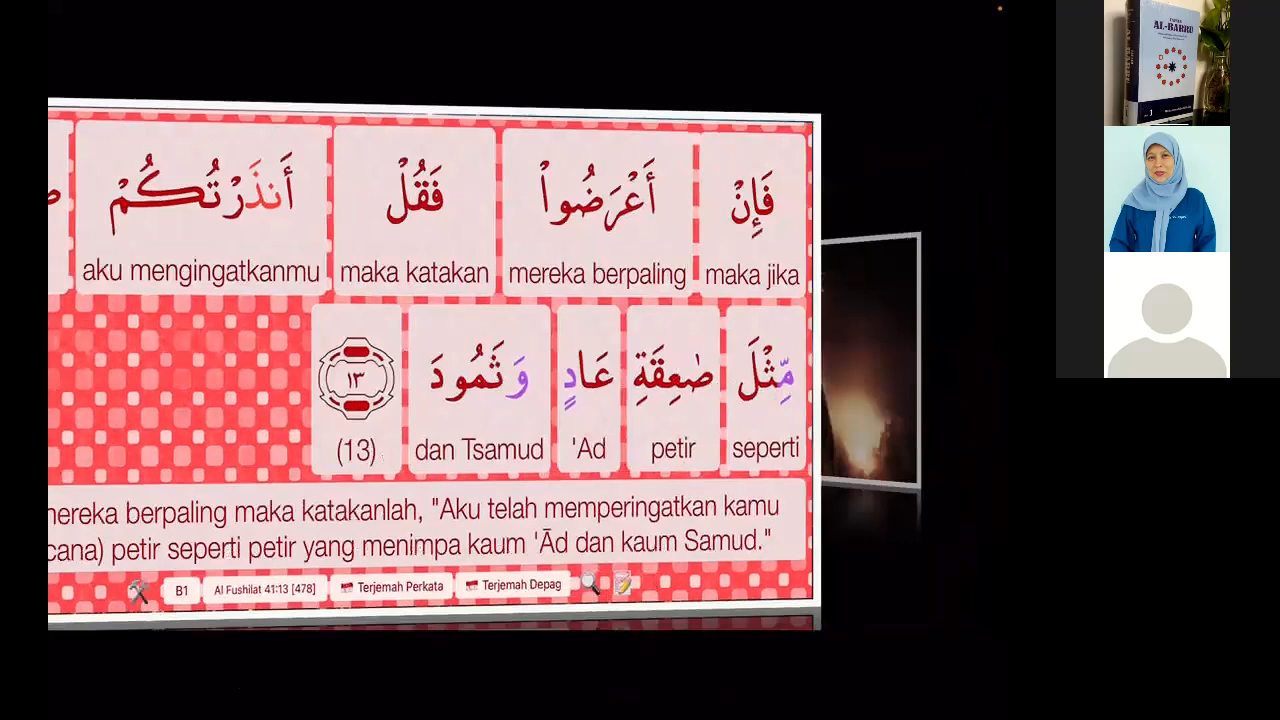 فَإِنْ أَعْرَضُوا۟ فَقُلْ أَنذَرْتُكُمْ
maka jika mereka berpaling maka katakan aku mengingatkanmu
مِّثْلَ صَٰعِقَةِ عَادٍ وَثَمُودَ ١٣
seperti petir 'Ad dan Tsamud (13)
mereka berpaling maka katakanlah, "Aku telah memperingatkan kamu
petir seperti petir yang menimpa kaum 'Ād dan kaum Samud."
B1 Al Fushilat 41:13 [478] Terjemah Perkata Terjemah Depag
AL-BARRU